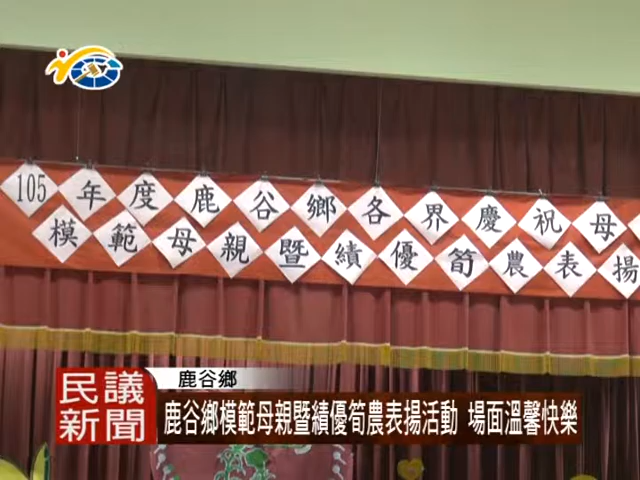 105年度鹿谷鄉各界慶祝母
模範母親暨績優筍農表揚
民議新聞
鹿谷鄉
鹿谷鄉模範母親暨績優筍農表揚活動 場面溫馨快樂